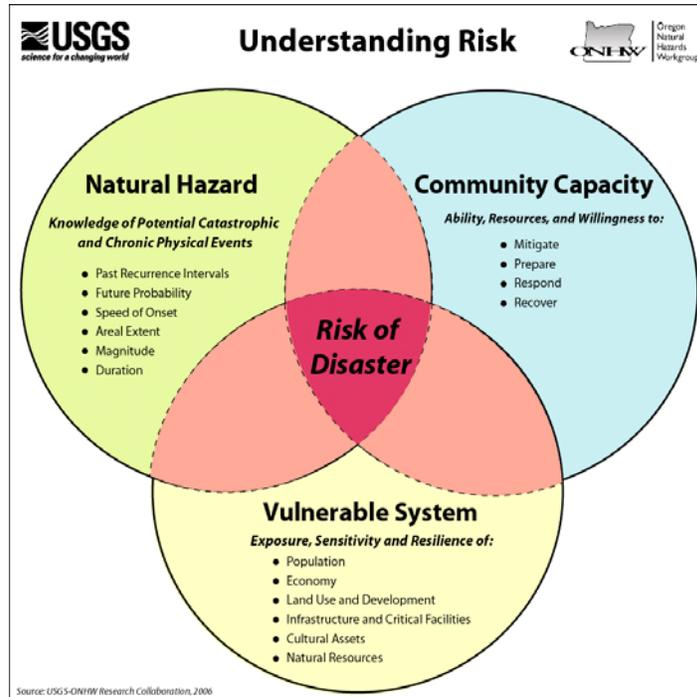 USGS
science for a changing world
Understanding Risk
ONHW
Oregon
Natural
Hazards
Workgroup
Natural Hazard
Knowledge of Potential Catastrophic
and Chronic Physical Events
• Past Recurrence Intervals
• Future Probability
• Speed of Onset
• Areal Extent
• Magnitude
• Duration
Community Capacity
Ability, Resources, and Willingness to:
• Mitigate
• Prepare
• Respond
• Recover
Risk of
Disaster
Vulnerable System
Exposure, Sensitivity and Resilience of:
• Population
• Economy
• Land Use and Development
• Infrastructure and Critical Facilities
• Cultural Assets
• Natural Resources
Source: USGS-ONHW Research Collaboration, 2006